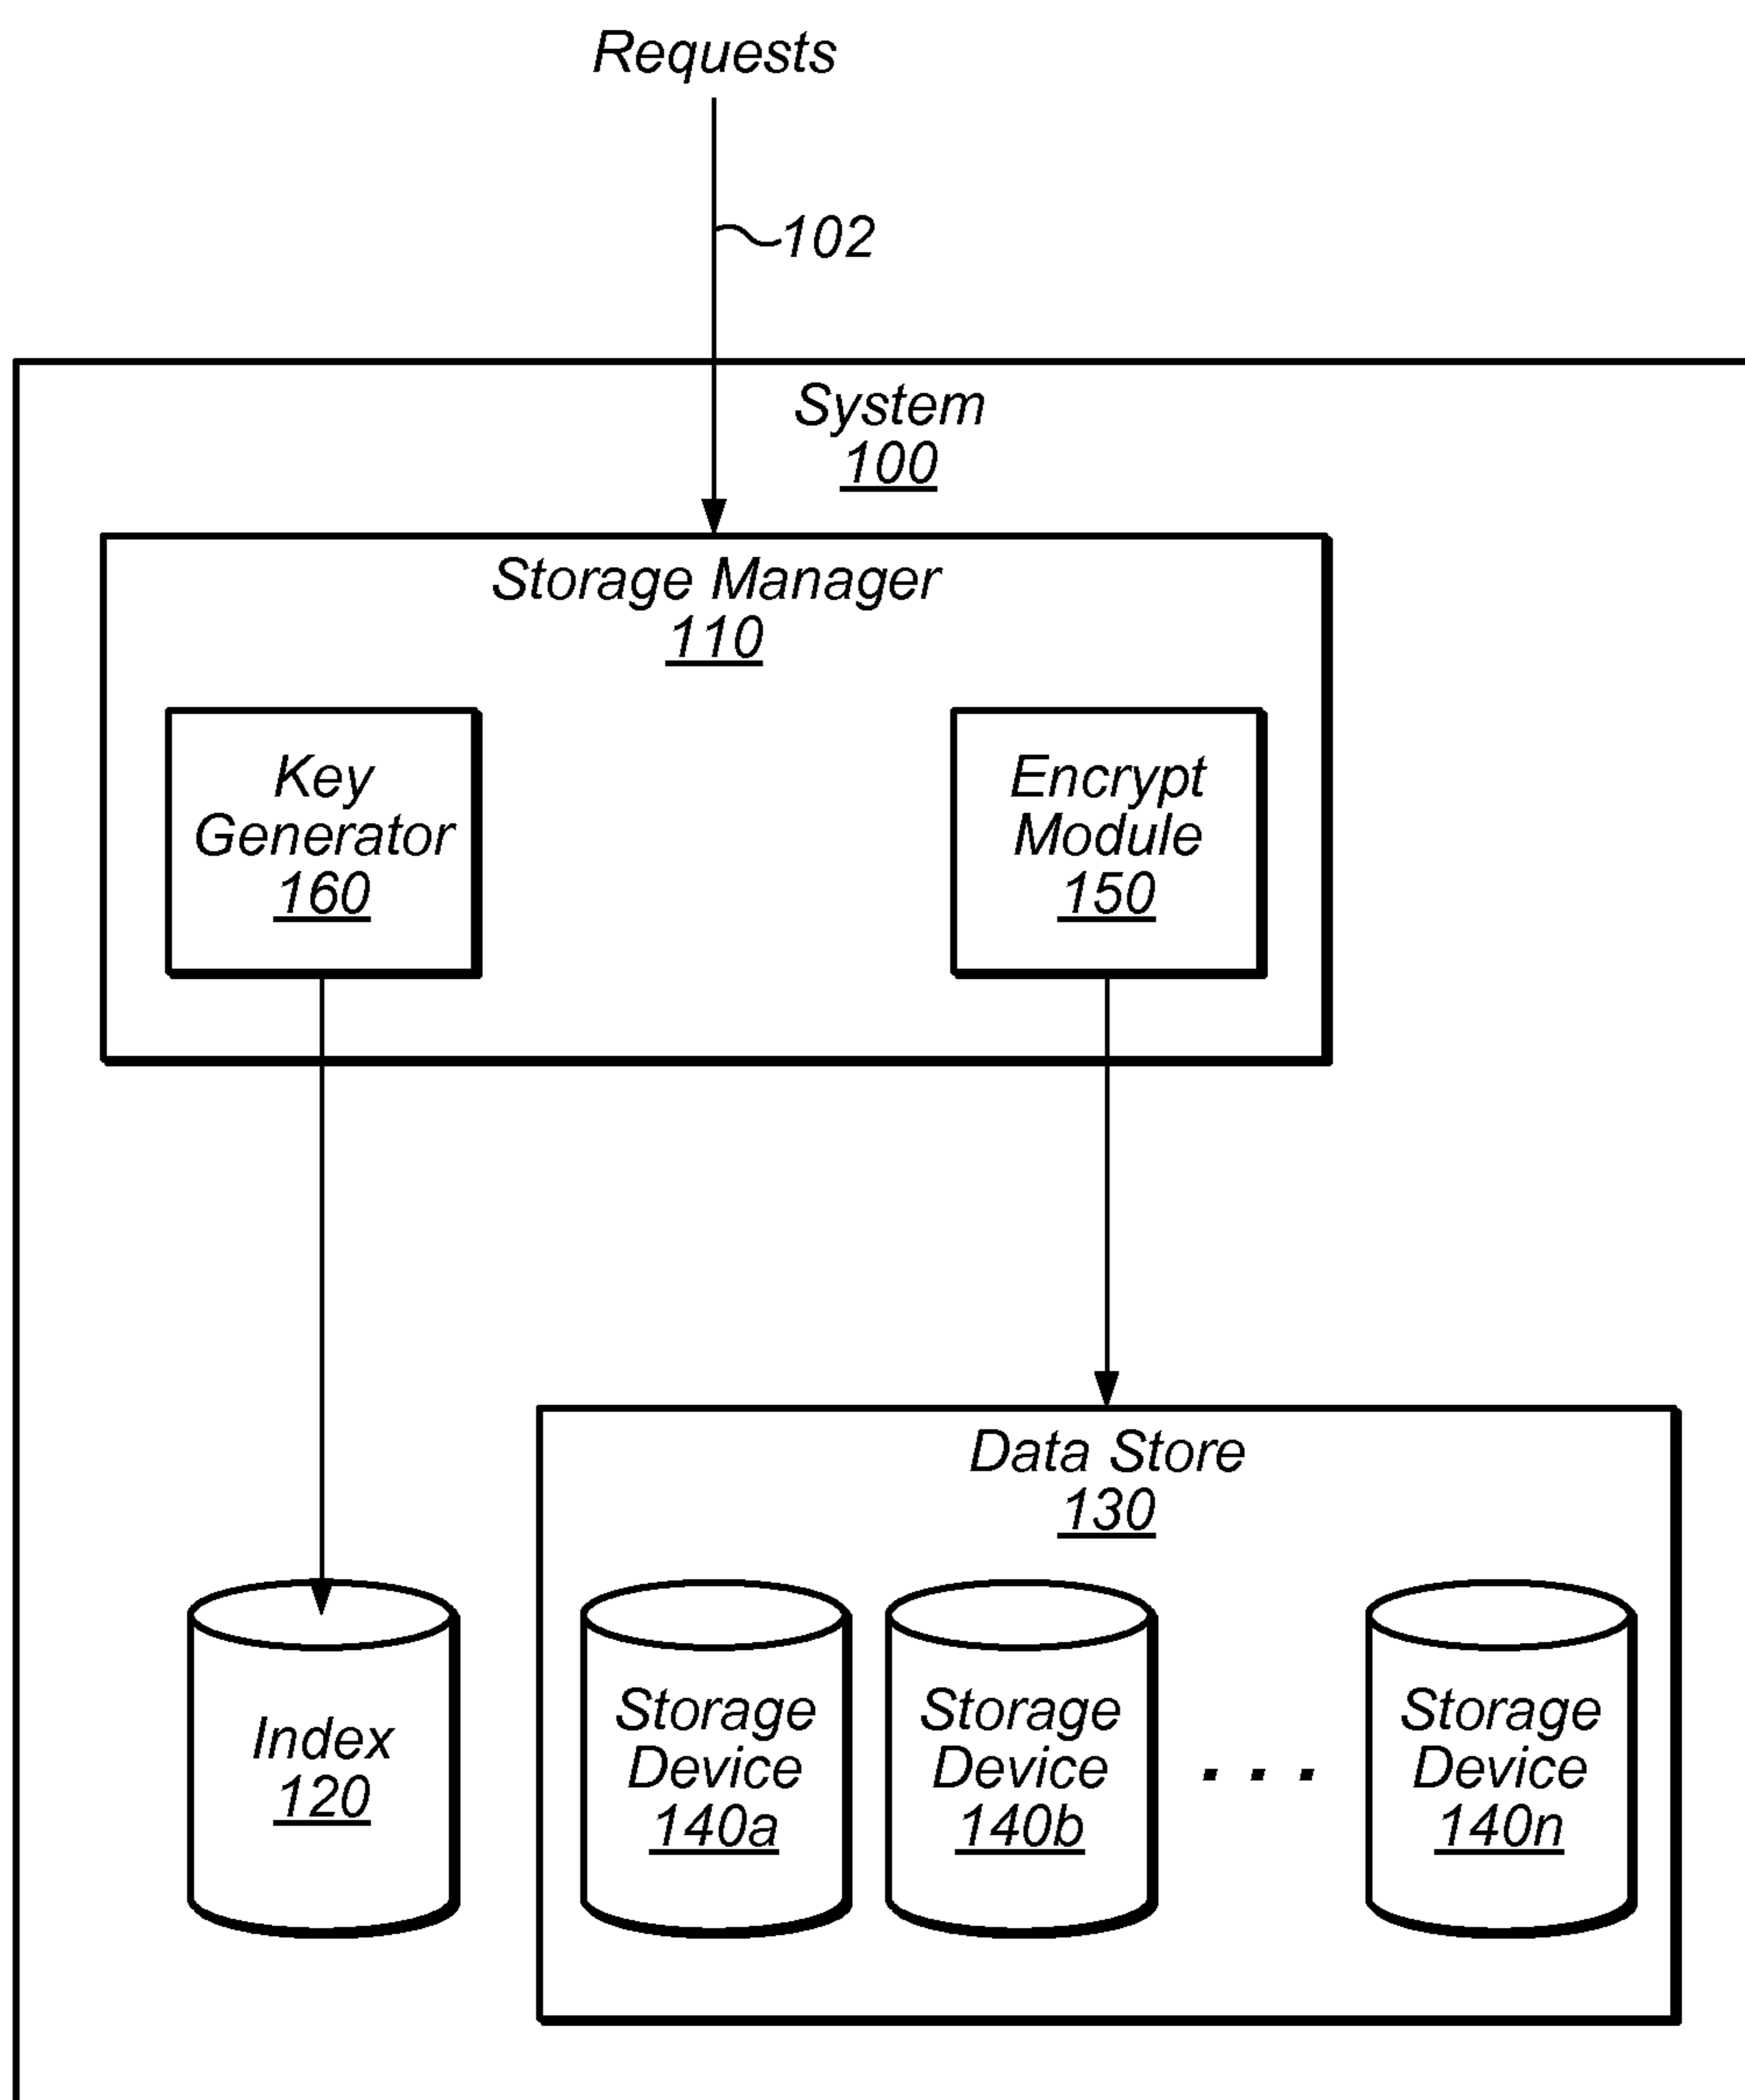 Requests
102
System
100
Storage Manager
110
Key
Generator
160
Encrypt
Module
150
Data Store
130
Index
120
Storage
Device
140a
Storage
Device
140b
. . .
Storage
Device
140n